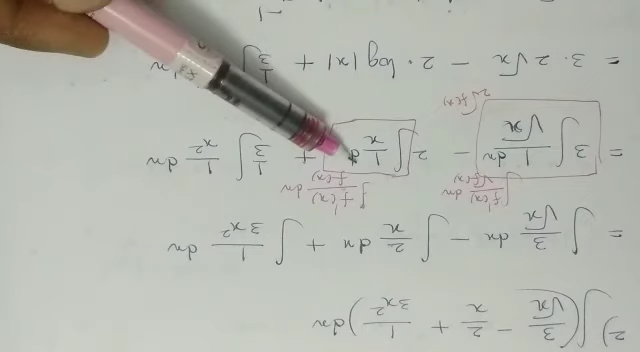 2) ∫(3/√x − 2/x + 1/3x²)dx
= ∫ 3/√x dx − ∫ 2/x dx + ∫ 1/3x² dx
∫ f'(x)/√f(x) dx ∫ f'(x)/f(x) dx
= 3 ∫ 1/√x dx − 2 ∫ 1/x d + 1/3 ∫ 1/x² dx
2√f(x)
= 3 · 2√x − 2 · log|x| + 1/3 ∫ dx
−1